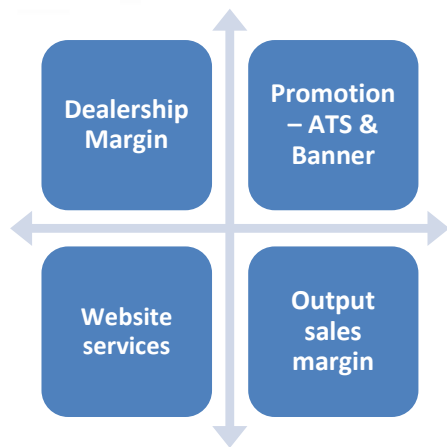 Dealership
Margin
Promotion
– ATS &
Banner
Website
services
Output
sales
margin